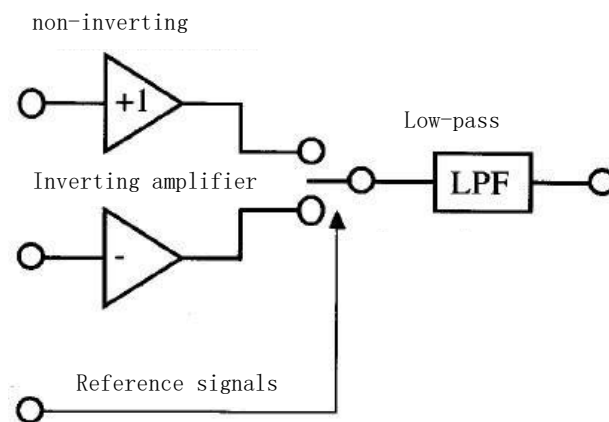 non-inverting
+1
Low-pass
Inverting amplifier
LPF
-
Reference signals